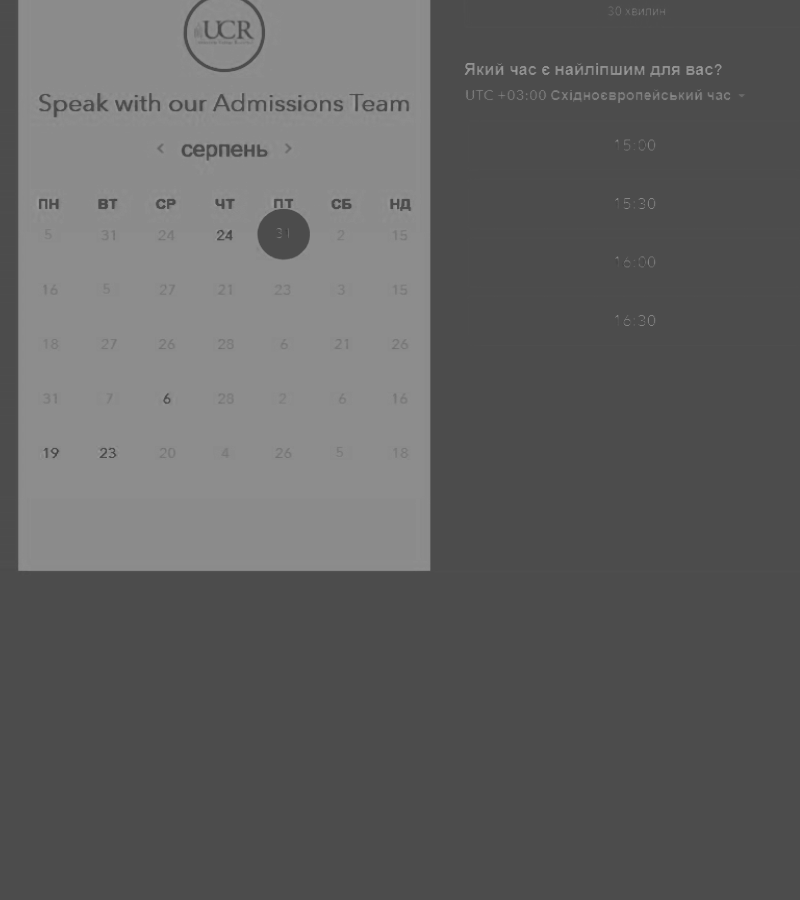 UCR
Speak with our Admissions Team
< серпень >
ПН ВТ СР ЧТ ПТ СБ НД
5 31 24 24 31 2 15
16 5 27 21 23 3 15
18 27 26 28 6 21 26
31 7 6 28 2 6 16
19 23 20 4 26 5 18
30 хвилин
Який час є найліпшим для вас?
UTC +03:00 Східноєвропейський час
15:00
15:30
16:00
16:30